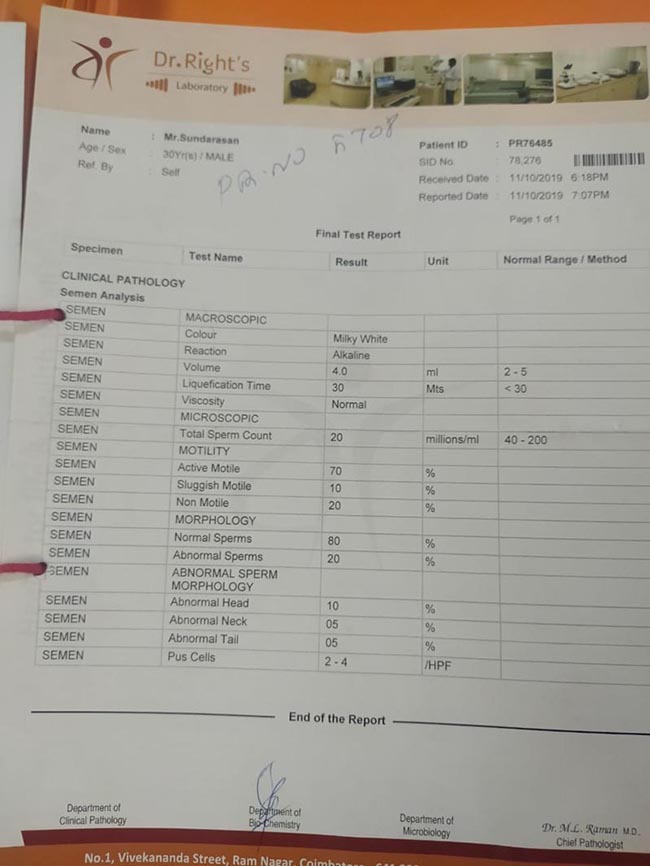 Dr.Right's
Laboratory
Name : Mr.Sundarasan
Age / Sex : 30Yr(s) / MALE
Ref. By : Self
Patient ID : PR76485
SID No. : 78,276
Received Date : 11/10/2019 6:18PM
Reported Date : 11/10/2019 7:07PM
Page 1 of 1
Final Test Report
Specimen Test Name Result Unit Normal Range / Method
CLINICAL PATHOLOGY
Semen Analysis
SEMEN MACROSCOPIC
SEMEN Colour Milky White
SEMEN Reaction Alkaline
SEMEN Volume 4.0 ml 2 - 5
SEMEN Liquefication Time 30 Mts < 30
SEMEN Viscosity Normal
SEMEN MICROSCOPIC
SEMEN Total Sperm Count 20 millions/ml 40 - 200
SEMEN MOTILITY
SEMEN Active Motile 70 %
SEMEN Sluggish Motile 10 %
SEMEN Non Motile 20 %
SEMEN MORPHOLOGY
SEMEN Normal Sperms 80 %
SEMEN Abnormal Sperms 20 %
SEMEN ABNORMAL SPERM
MORPHOLOGY
SEMEN Abnormal Head 10 %
SEMEN Abnormal Neck 05 %
SEMEN Abnormal Tail 05 %
SEMEN Pus Cells 2 - 4 /HPF
End of the Report
Department of
Clinical Pathology
Department of
Bio-Chemistry
Department of
Microbiology
Dr. M.L. Raman M.D.,
Chief Pathologist
No.1, Vivekananda Street, Ram Nagar,